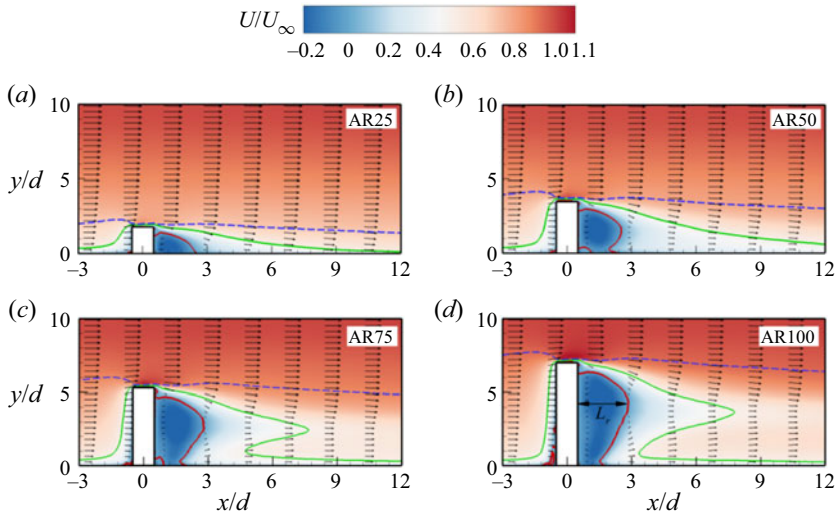 U/U∞
−0.2 0 0.2 0.4 0.6 0.8 1.0 1.1
(a) (b)
10 AR25 10 AR50
y/d 5 5
0 0
−3 0 3 6 9 12 −3 0 3 6 9 12
(c) (d)
10 AR75 10 AR100
y/d 5 5
Lr
0 0
−3 0 3 6 9 12 −3 0 3 6 9 12
x/d x/d